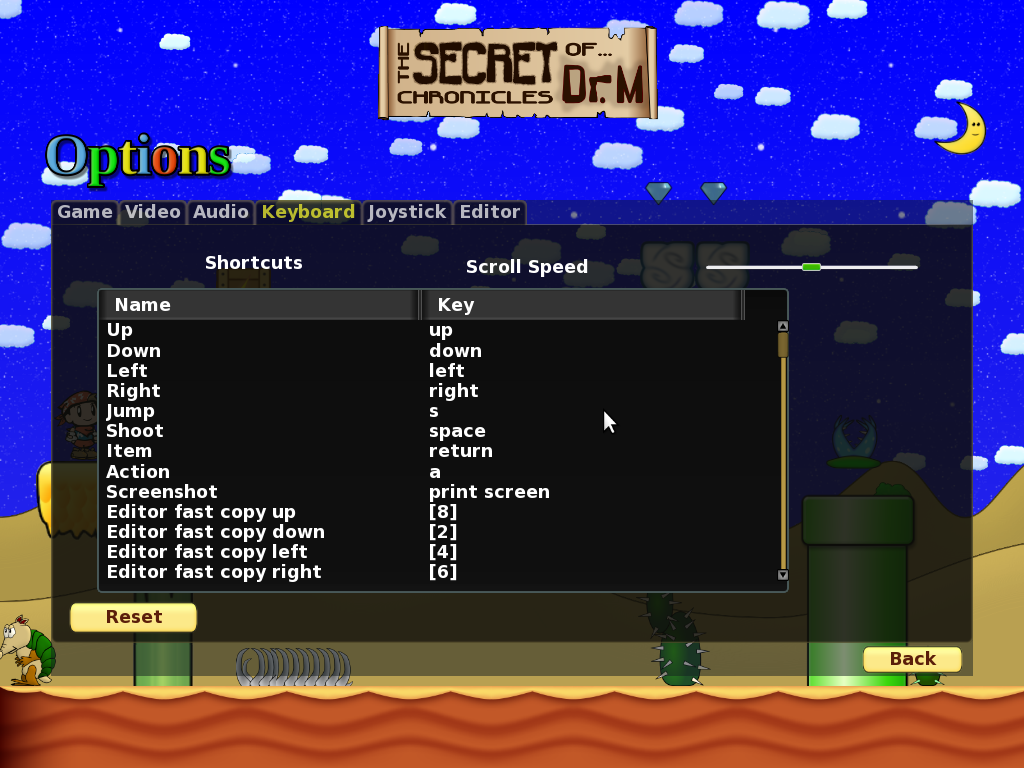 THE SECRET OF...
CHRONICLES Dr. M
Options
Game Video Audio Keyboard Joystick Editor
Shortcuts Scroll Speed
Name Key
Up up
Down down
Left left
Right right
Jump s
Shoot space
Item return
Action a
Screenshot print screen
Editor fast copy up [8]
Editor fast copy down [2]
Editor fast copy left [4]
Editor fast copy right [6]
Reset
Back